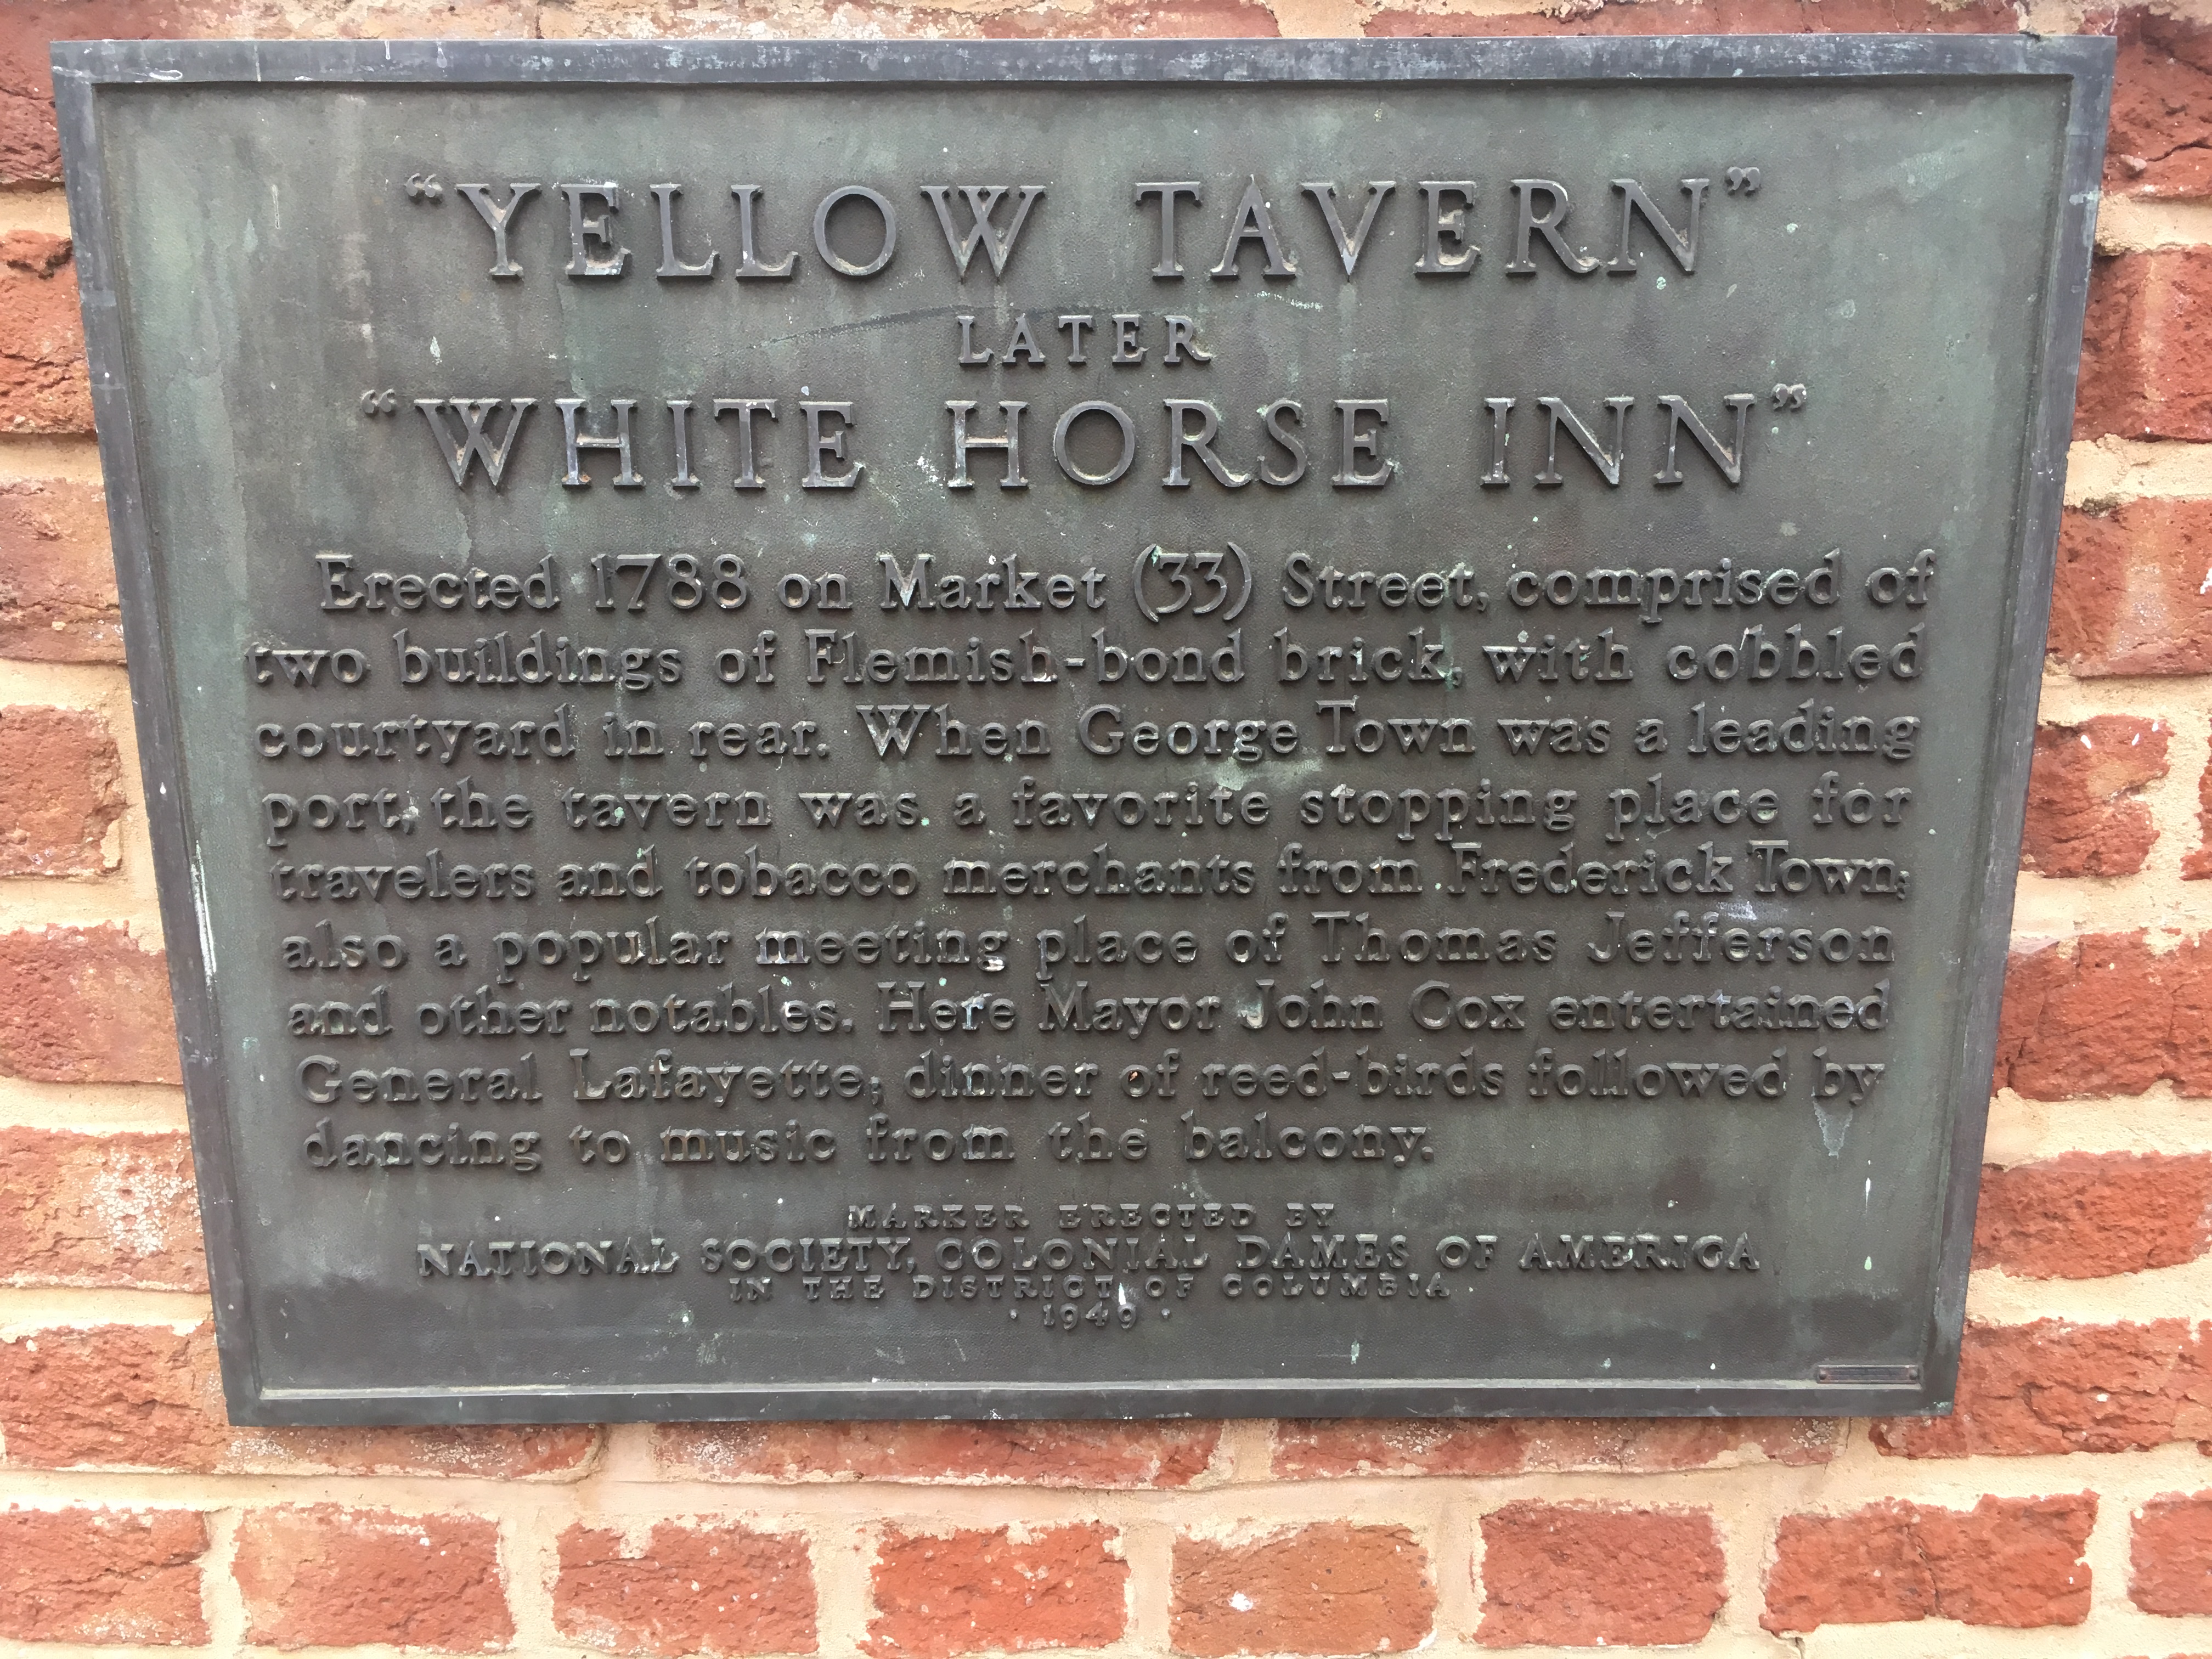 “YELLOW TAVERN”
LATER
“WHITE HORSE INN”
Erected 1788 on Market (33) Street, comprised of
two buildings of Flemish-bond brick, with cobbled
courtyard in rear. When George Town was a leading
port, the tavern was a favorite stopping place for
travelers and tobacco merchants from Frederick Town;
also a popular meeting place of Thomas Jefferson
and other notables. Here Mayor John Cox entertained
General Lafayette; dinner of reed-birds followed by
dancing to music from the balcony.
MARKER ERECTED BY
NATIONAL SOCIETY, COLONIAL DAMES OF AMERICA
IN THE DISTRICT OF COLUMBIA
· 1949 ·